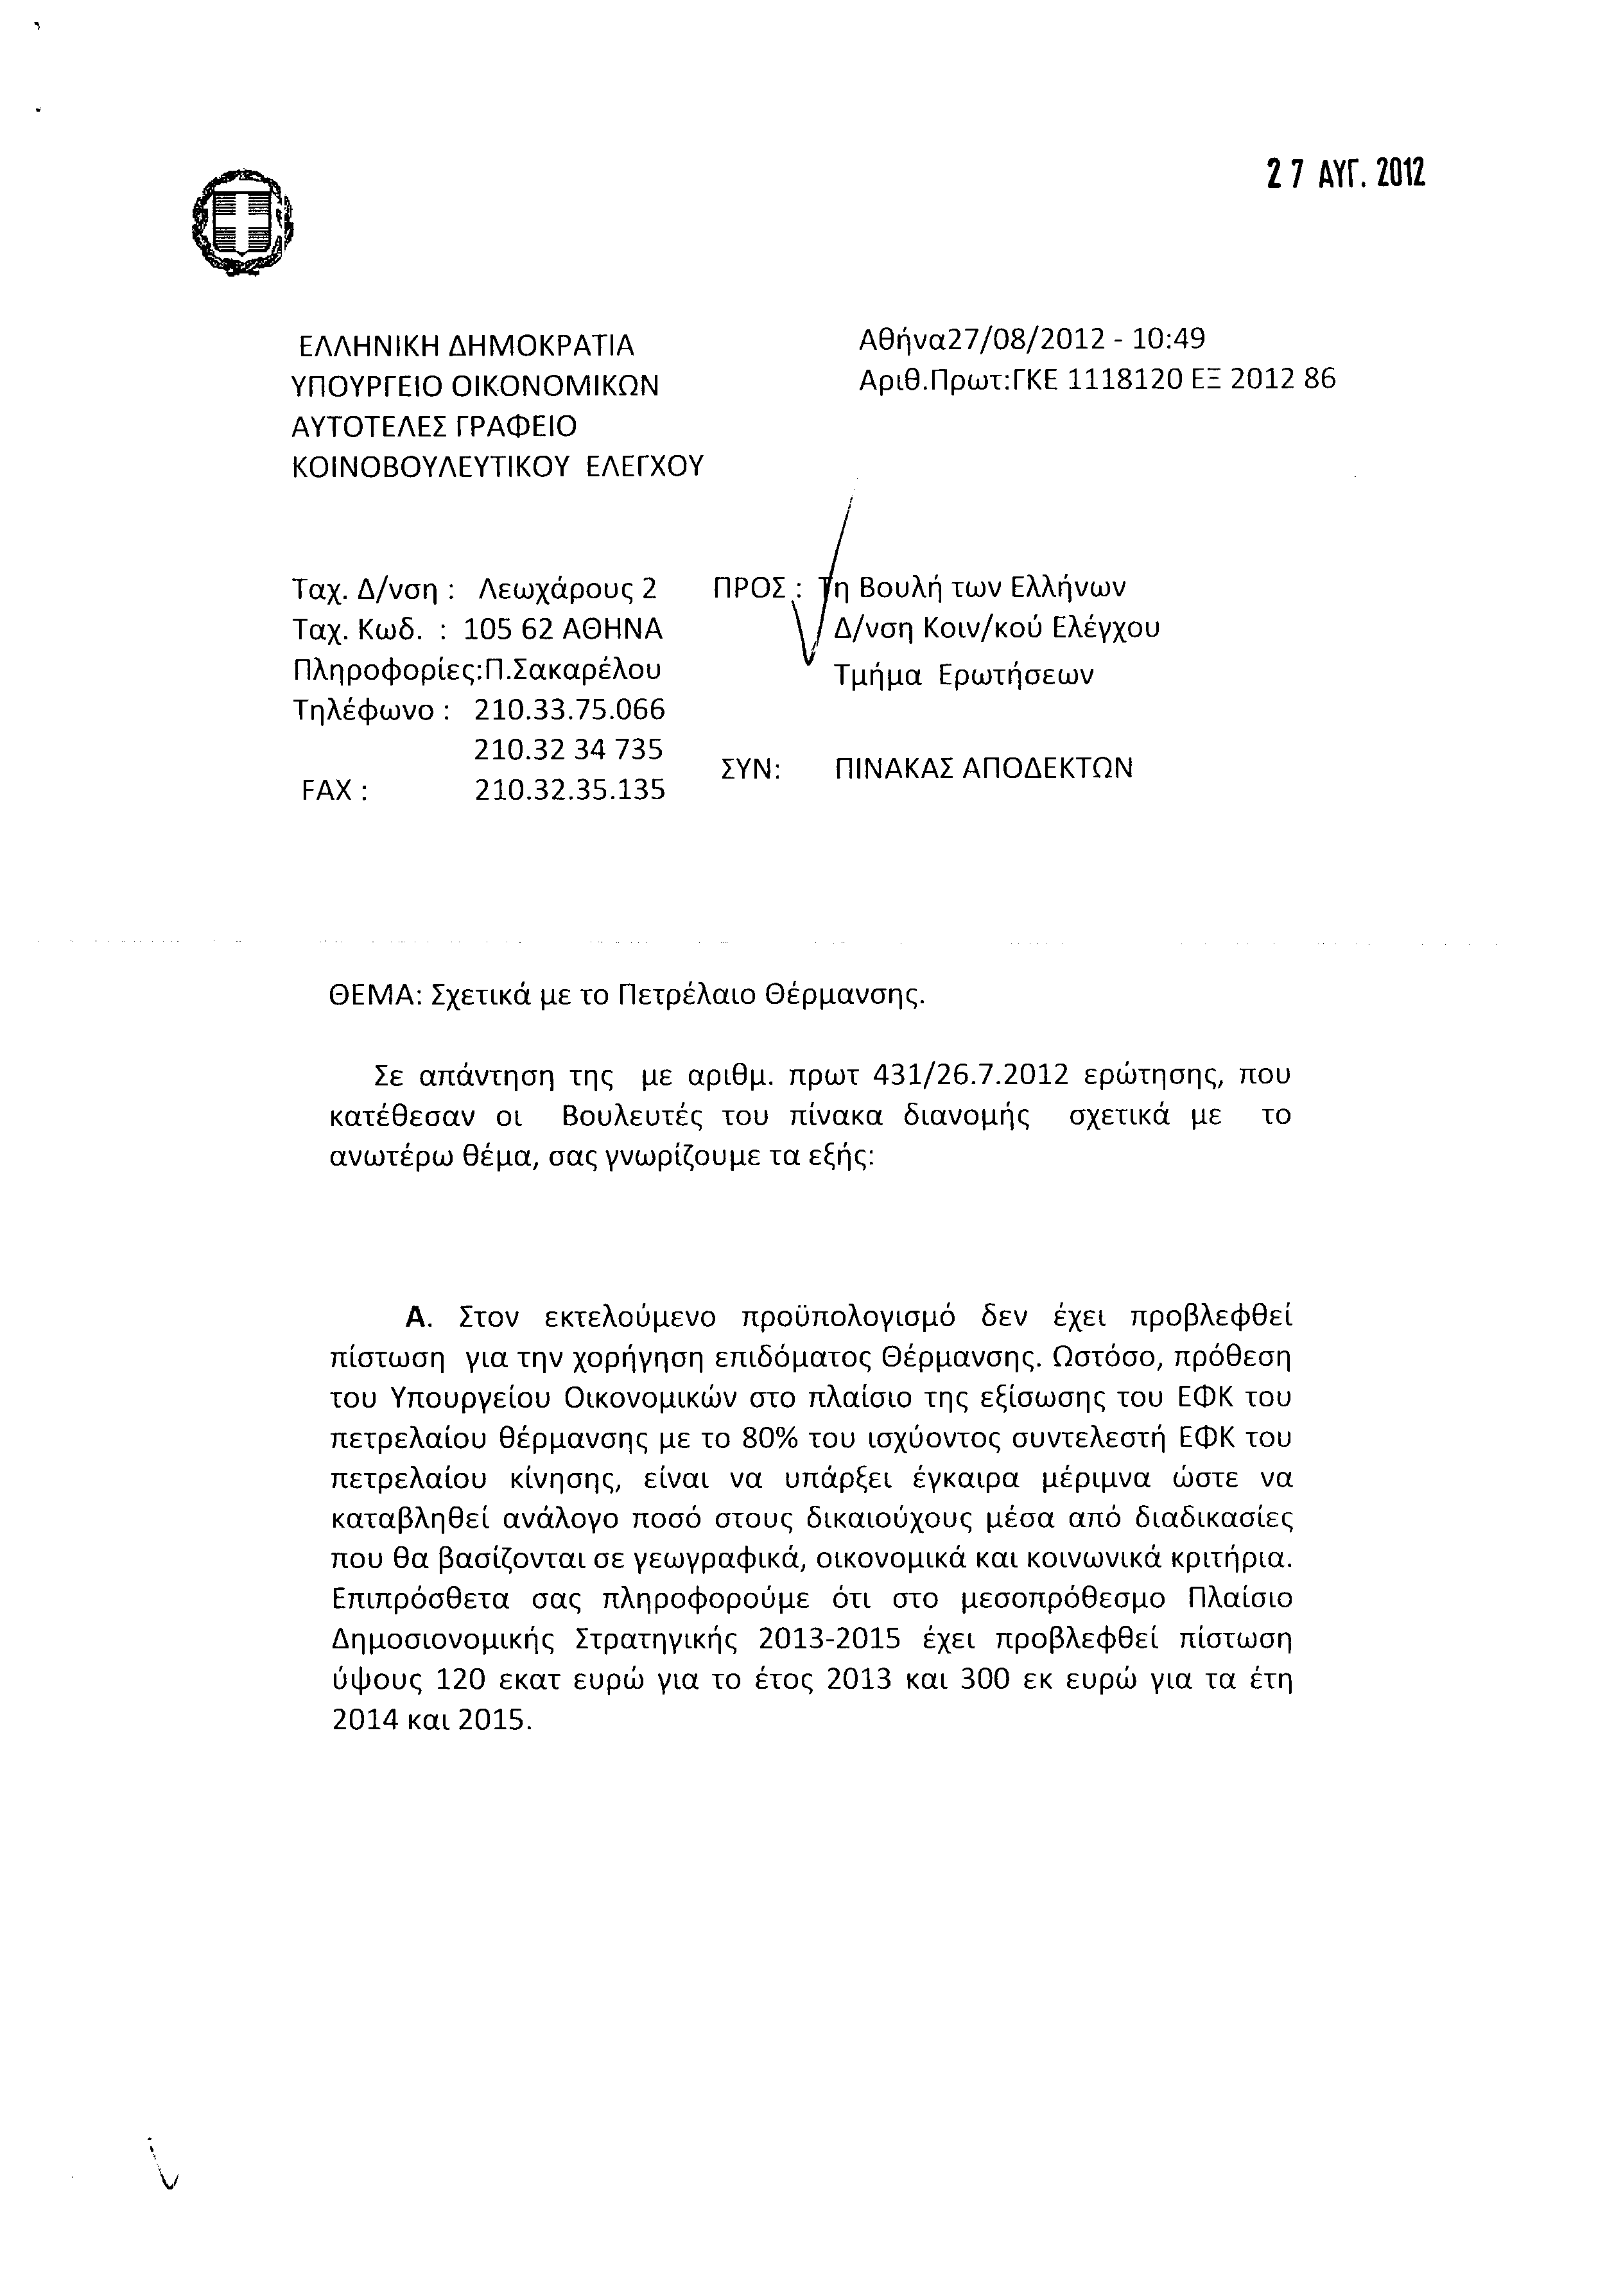 2 7 ΑΥΓ. 2012
ΕΛΛΗΝΙΚΗ ΔΗΜΟΚΡΑΤΙΑ
ΥΠΟΥΡΓΕΙΟ ΟΙΚΟΝΟΜΙΚΩΝ
ΑΥΤΟΤΕΛΕΣ ΓΡΑΦΕΙΟ
ΚΟΙΝΟΒΟΥΛΕΥΤΙΚΟΥ ΕΛΕΓΧΟΥ
Αθήνα27/08/2012 - 10:49
Αριθ.Πρωτ:ΓΚΕ 1118120 ΕΞ 2012 86
Ταχ. Δ/νση : Λεωχάρους 2
Ταχ. Κωδ. : 105 62 ΑΘΗΝΑ
Πληροφορίες:Π.Σακαρέλου
Τηλέφωνο : 210.33.75.066
210.32 34 735
FAX : 210.32.35.135
ΠΡΟΣ : Τη Βουλή των Ελλήνων
Δ/νση Κοιν/κού Ελέγχου
Τμήμα Ερωτήσεων
ΣΥΝ: ΠΙΝΑΚΑΣ ΑΠΟΔΕΚΤΩΝ
ΘΕΜΑ: Σχετικά με το Πετρέλαιο Θέρμανσης.
Σε απάντηση της με αριθμ. πρωτ 431/26.7.2012 ερώτησης, που
κατέθεσαν οι Βουλευτές του πίνακα διανομής σχετικά με το
ανωτέρω θέμα, σας γνωρίζουμε τα εξής:
Α. Στον εκτελούμενο προϋπολογισμό δεν έχει προβλεφθεί
πίστωση για την χορήγηση επιδόματος Θέρμανσης. Ωστόσο, πρόθεση
του Υπουργείου Οικονομικών στο πλαίσιο της εξίσωσης του ΕΦΚ του
πετρελαίου θέρμανσης με το 80% του ισχύοντος συντελεστή ΕΦΚ του
πετρελαίου κίνησης, είναι να υπάρξει έγκαιρα μέριμνα ώστε να
καταβληθεί ανάλογο ποσό στους δικαιούχους μέσα από διαδικασίες
που θα βασίζονται σε γεωγραφικά, οικονομικά και κοινωνικά κριτήρια.
Επιπρόσθετα σας πληροφορούμε ότι στο μεσοπρόθεσμο Πλαίσιο
Δημοσιονομικής Στρατηγικής 2013-2015 έχει προβλεφθεί πίστωση
ύψους 120 εκατ ευρώ για το έτος 2013 και 300 εκ ευρώ για τα έτη
2014 και 2015.